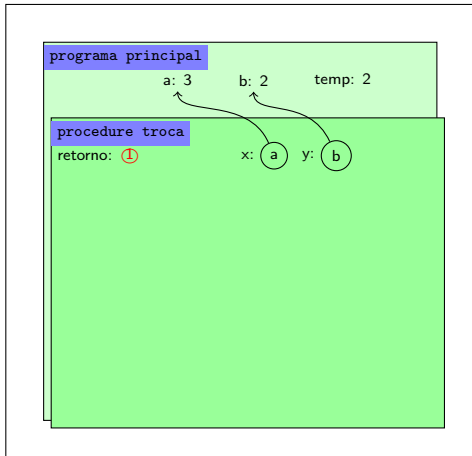 programa principal
a: 3 b: 2 temp: 2
procedure troca
retorno: 1 x: a y: b